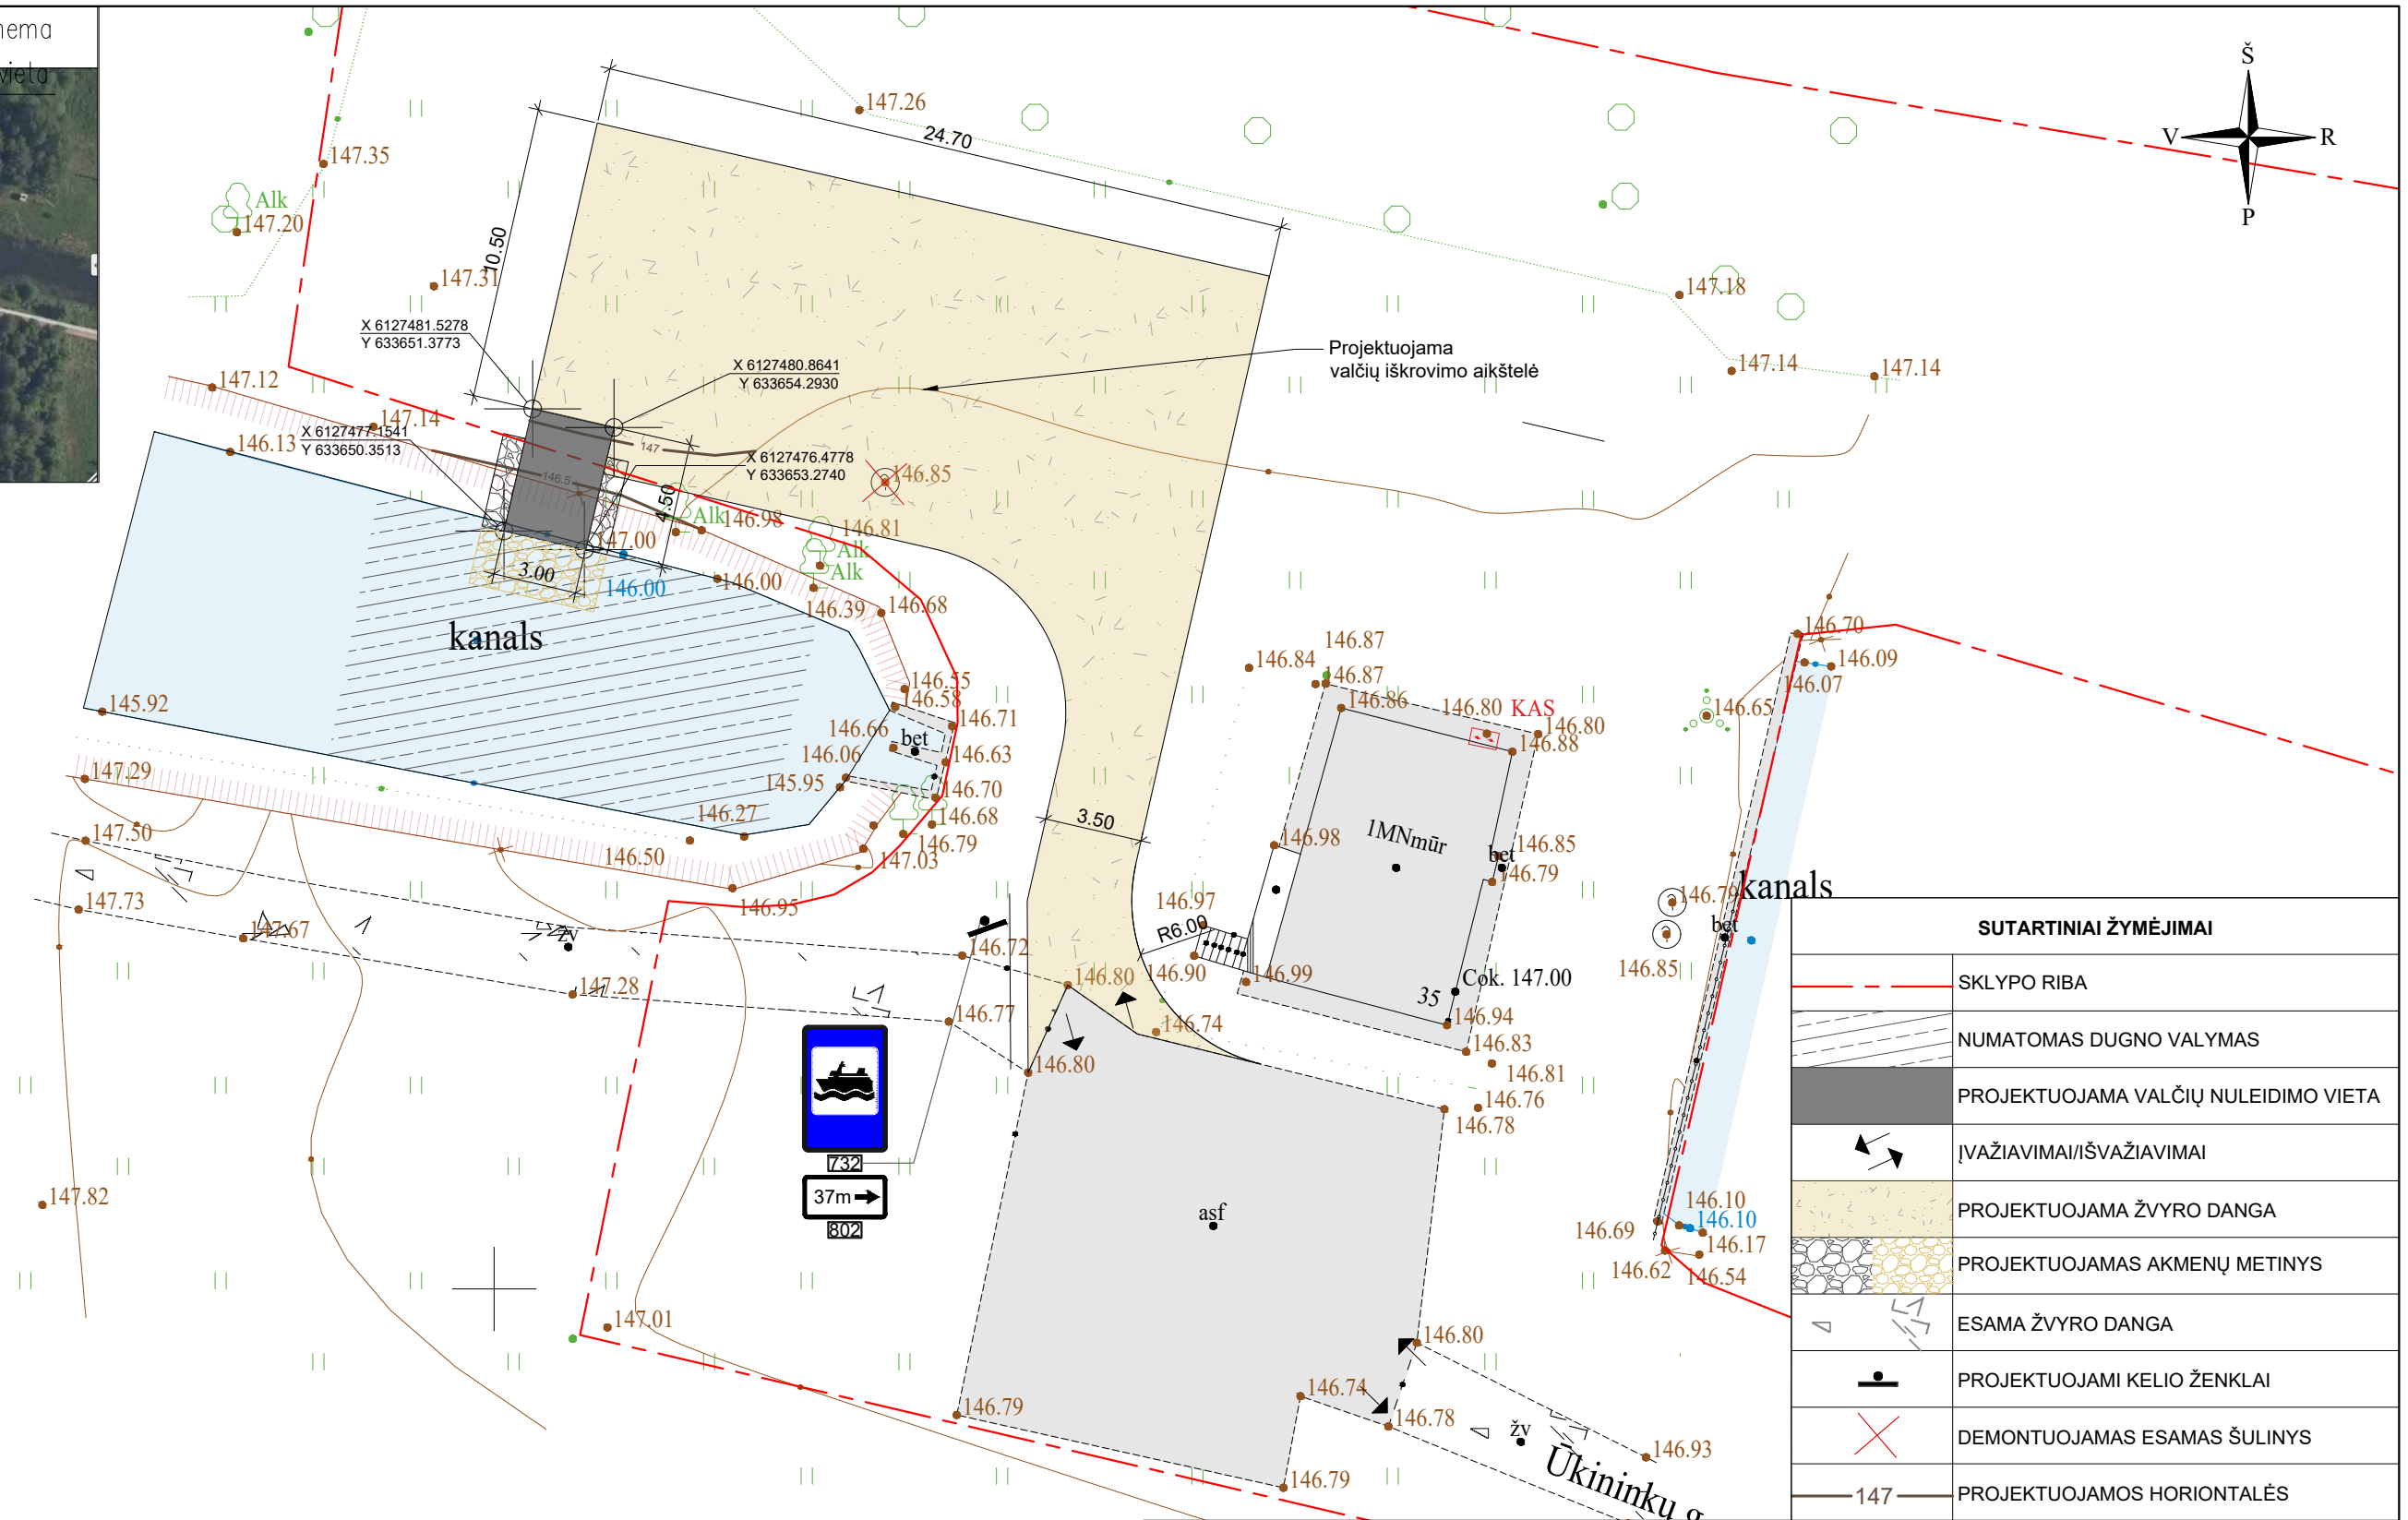 vieta
Š
V
R
P
147.26
24.70
147.35
Alk
147.20
10.50
147.31
147.18
X 6127481.5278
Y 633651.3773
X 6127480.8641
Y 633654.2930
Projektuojama
valčių iškrovimo aikštelė
147.14
147.14
147.12
147.14
146.13
X 6127477.1541
Y 633650.3513
147
146.5
X 6127476.4778
Y 633653.2740
146.85
4.50
Alk
146.98
146.81
147.00
Alk
Alk
3.00
146.00
146.00
146.39
146.68
kanals
146.87
146.84
146.87
146.70
146.09
146.07
146.55
146.58
146.86
146.80
KAS
146.80
146.65
145.92
146.71
146.66
bet
146.88
146.06
146.63
147.29
145.95
146.70
146.27
146.68
3.50
147.50
146.50
146.79
147.03
146.98
1MNmūr
146.85
bet
146.79
kanals
146.79
147.73
146.95
146.97
R6.00
147.67
žv
146.72
bet
146.85
147.28
146.80
146.90
146.99
Cok. 147.00
35
146.77
146.74
146.94
146.83
146.80
146.81
146.76
146.78
732
37m
802
147.82
asf
146.10
146.10
146.69
146.17
146.62
146.54
147.01
146.80
146.74
146.79
146.78
žv
146.93
146.79
Ūkininkų g
SUTARTINIAI ŽYMĖJIMAI
SKLYPO RIBA
NUMATOMAS DUGNO VALYMAS
PROJEKTUOJAMA VALČIŲ NULEIDIMO VIETA
ĮVAŽIAVIMAI/IŠVAŽIAVIMAI
PROJEKTUOJAMA ŽVYRO DANGA
PROJEKTUOJAMAS AKMENŲ METINYS
ESAMA ŽVYRO DANGA
PROJEKTUOJAMI KELIO ŽENKLAI
DEMONTUOJAMAS ESAMAS ŠULINYS
147 PROJEKTUOJAMOS HORIONTALĖS